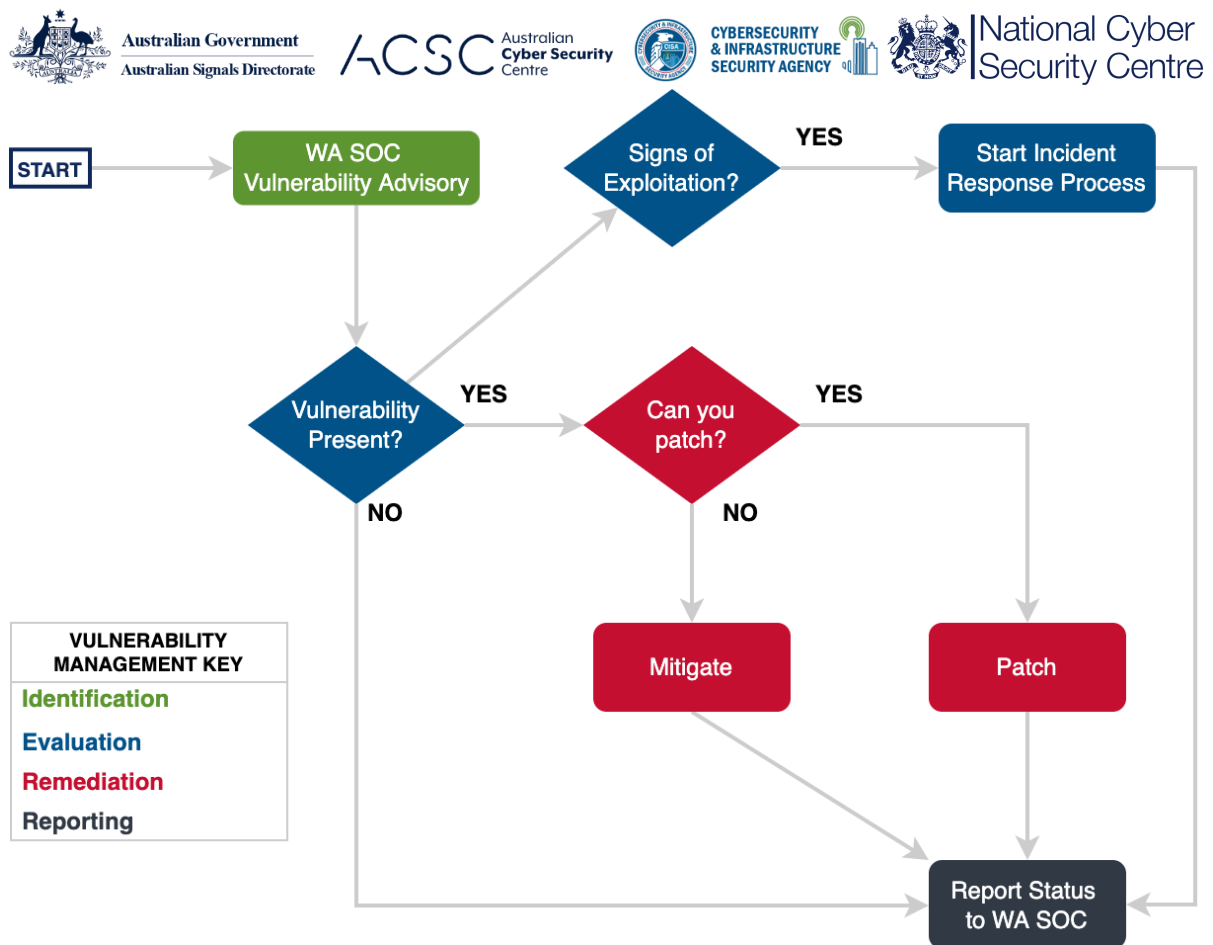 Australian Government
Australian Signals Directorate
ACSC
Australian
Cyber Security
Centre
CISA
CYBERSECURITY
& INFRASTRUCTURE
SECURITY AGENCY
National Cyber
Security Centre
START
WA SOC
Vulnerability Advisory
Signs of
Exploitation?
YES
Start Incident
Response Process
Vulnerability
Present?
YES
NO
Can you
patch?
YES
NO
Mitigate
Patch
VULNERABILITY
MANAGEMENT KEY
Identification
Evaluation
Remediation
Reporting
Report Status
to WA SOC